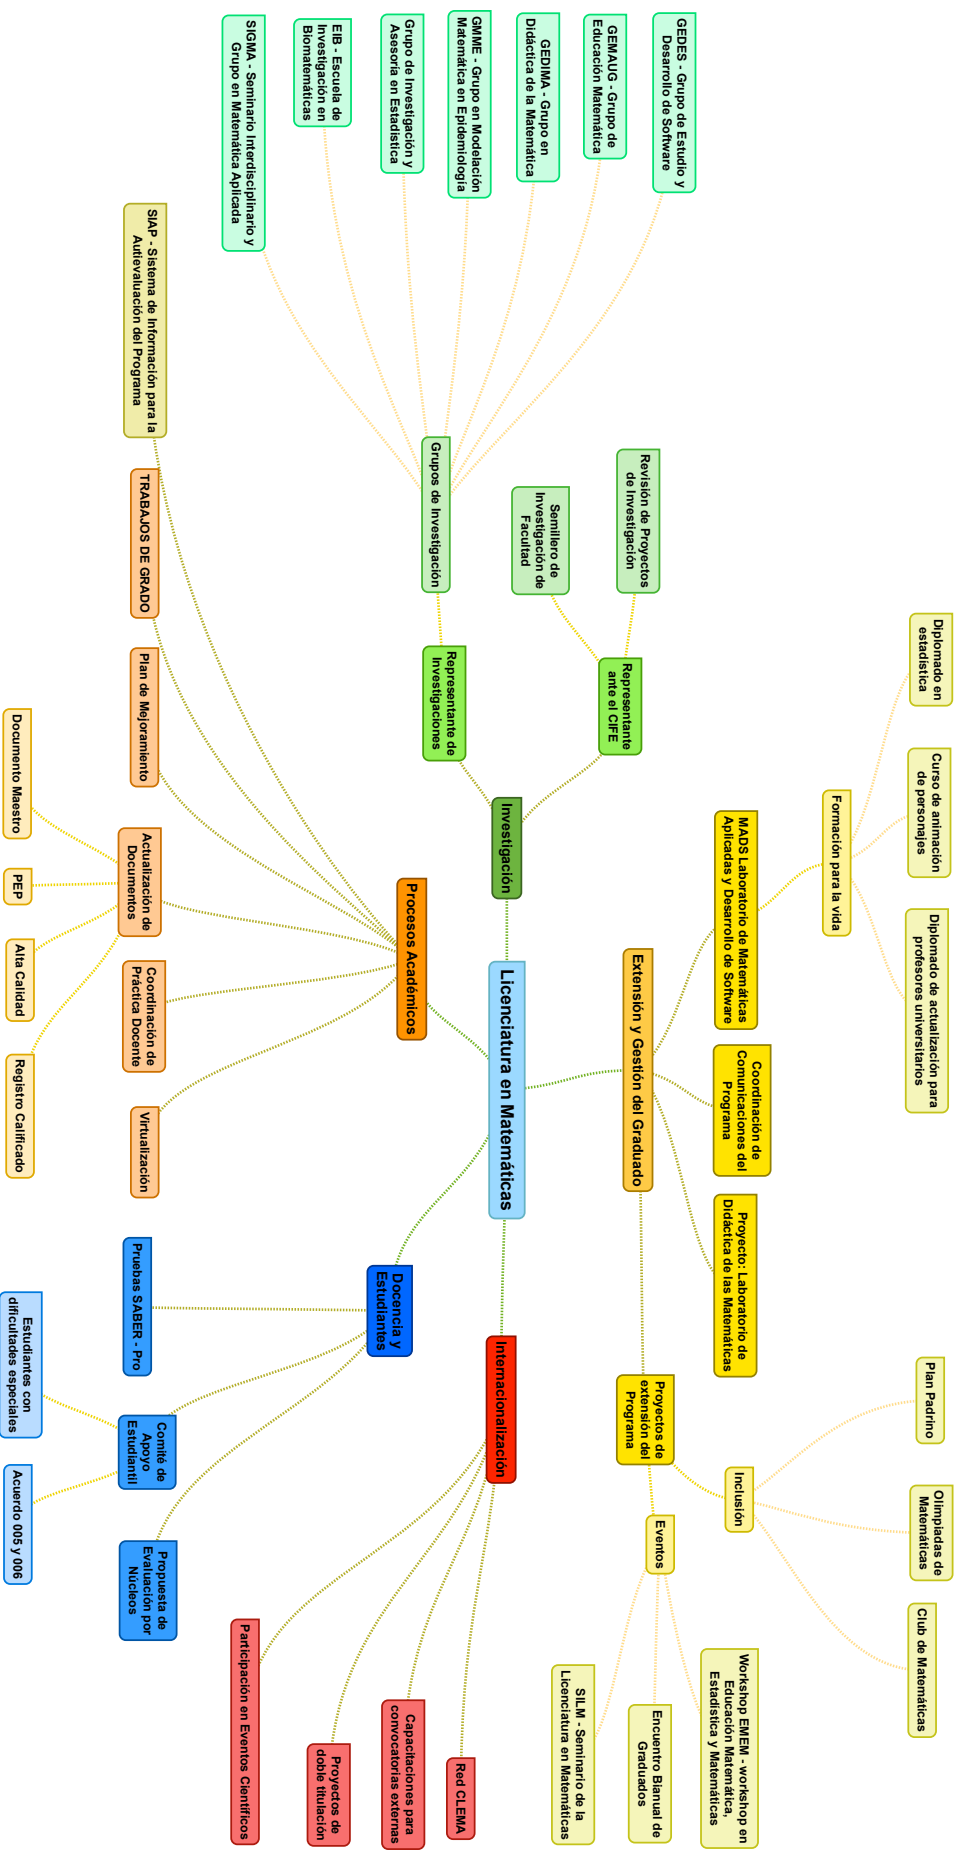 Licenciatura en Matemáticas
Investigación
Representante
ante el CIFE
Revisión de Proyectos
de Investigación
Semillero de
Investigación de
Facultad
Representante de
Investigaciones
Grupos de Investigación
GEDES - Grupo de Estudio y
Desarrollo de Software
GEMAUG - Grupo de
Educación Matemática
GEDIMA - Grupo en
Didáctica de la Matemática
GMME - Grupo en Modelación
Matemática en Epidemiología
Grupo de Investigación y
Asesoría en Estadística
EIB - Escuela de
Investigación en
Biomatemáticas
SIGMA - Seminario Interdisciplinario y
Grupo en Matemática Aplicada
Extensión y Gestión del Graduado
MADS Laboratorio de Matemáticas
Aplicadas y Desarrollo de Software
Formación para la vida
Diplomado en
estadística
Curso de animación
de personajes
Diplomado de actualización para
profesores universitarios
Coordinación de
Comunicaciones del
Programa
Proyecto: Laboratorio de
Didáctica de las Matemáticas
Proyectos de
extensión del
Programa
Inclusión
Plan Padrino
Olimpiadas de
Matemáticas
Club de Matemáticas
Eventos
Workshop EMEM - workshop en
Educación Matemática,
Estadística y Matemáticas
Encuentro Bianual de
Graduados
SILM - Seminario de la
Licenciatura en Matemáticas
Procesos Académicos
SIAP - Sistema de Información para la
Autievaluación del Programa
TRABAJOS DE GRADO
Plan de Mejoramiento
Actualización de
Documentos
Documento Maestro
PEP
Alta Calidad
Registro Calificado
Coordinación de
Práctica Docente
Virtualización
Docencia y
Estudiantes
Pruebas SABER - Pro
Comité de
Apoyo
Estudiantil
Estudiantes con
dificultades especiales
Acuerdo 005 y 006
Propuesta de
Evaluación por
Núcleos
Internacionalización
Red CLEMA
Capacitaciones para
convocatorias externas
Proyectos de
doble titulación
Participación en Eventos Científicos